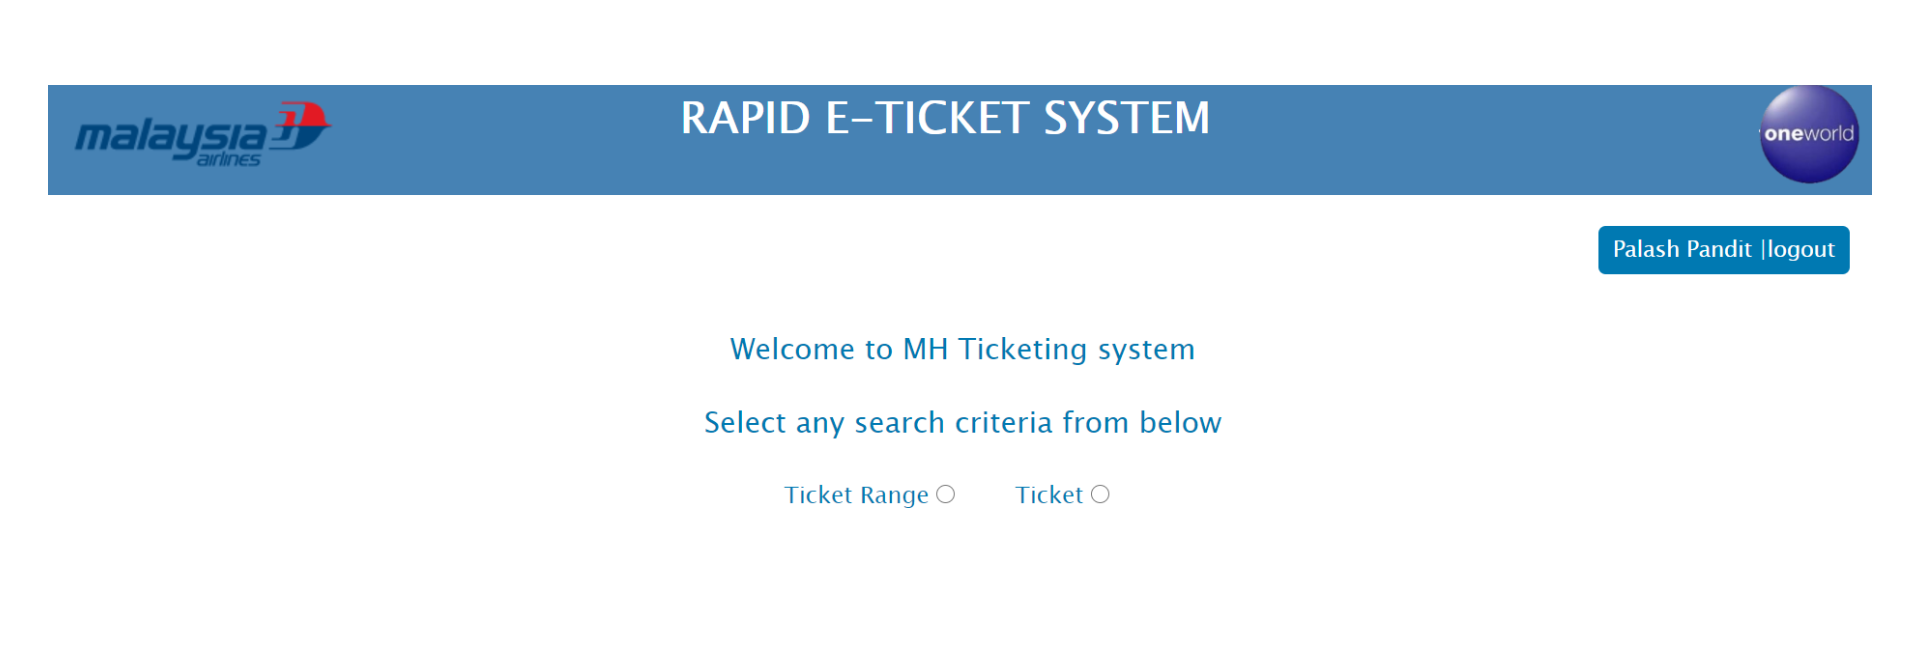 malaysia
airlines
RAPID E-TICKET SYSTEM
oneworld
Palash Pandit |logout
Welcome to MH Ticketing system
Select any search criteria from below
Ticket Range Ticket